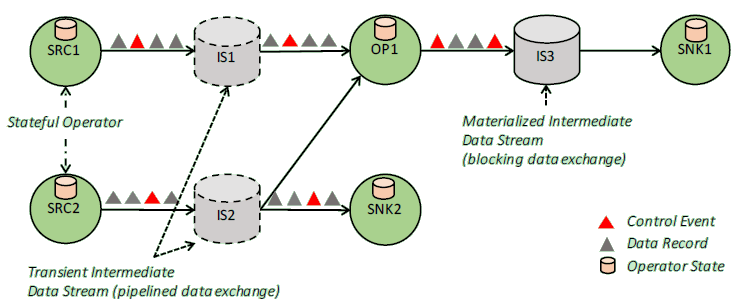 SRC1
IS1
OP1
IS3
SNK1
Stateful Operator
Materialized Intermediate
Data Stream
(blocking data exchange)
SRC2
IS2
SNK2
Control Event
Data Record
Operator State
Transient Intermediate
Data Stream (pipelined data exchange)